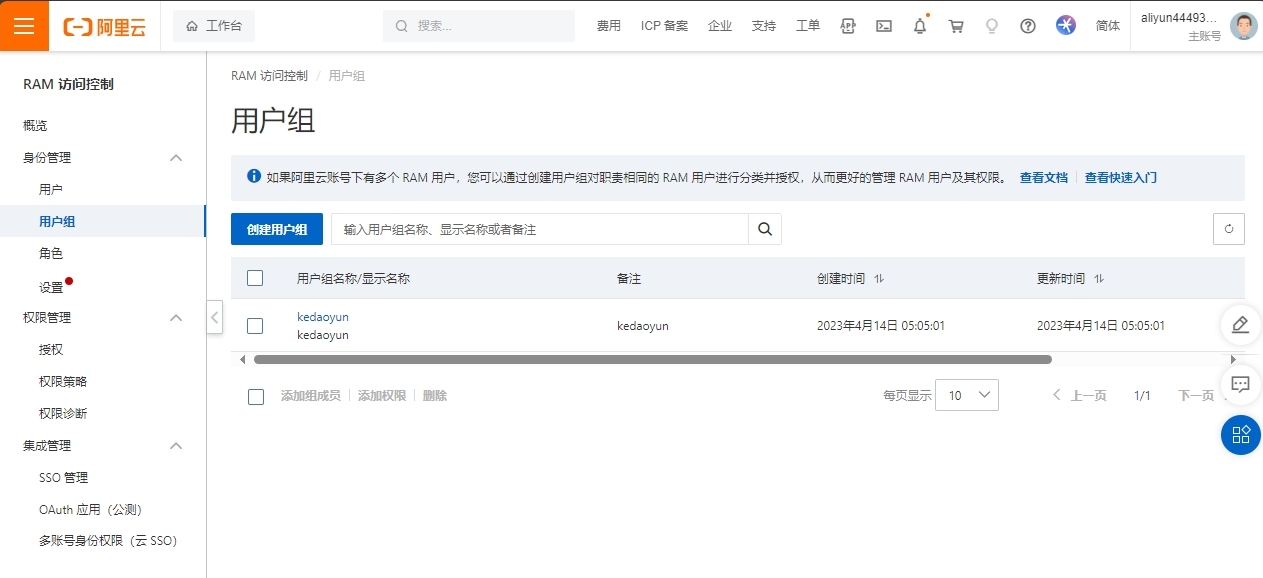 阿里云
工作台
搜索...
费用
ICP 备案
企业
支持
工单
简体
aliyun44493...
主账号
RAM 访问控制
概览
身份管理
用户
用户组
角色
设置
权限管理
授权
权限策略
权限诊断
集成管理
SSO 管理
OAuth 应用（公测）
多账号身份权限（云 SSO）
RAM 访问控制 / 用户组
用户组
如果阿里云账号下有多个 RAM 用户，您可以通过创建用户组对职责相同的 RAM 用户进行分类并授权，从而更好的管理 RAM 用户及其权限。 查看文档 查看快速入门
创建用户组
输入用户组名称、显示名称或者备注
用户组名称/显示名称 备注 创建时间 更新时间
kedaoyun
kedaoyun
kedaoyun
2023年4月14日 05:05:01
2023年4月14日 05:05:01
添加组成员 添加权限 删除
每页显示 10 上一页 1/1 下一页